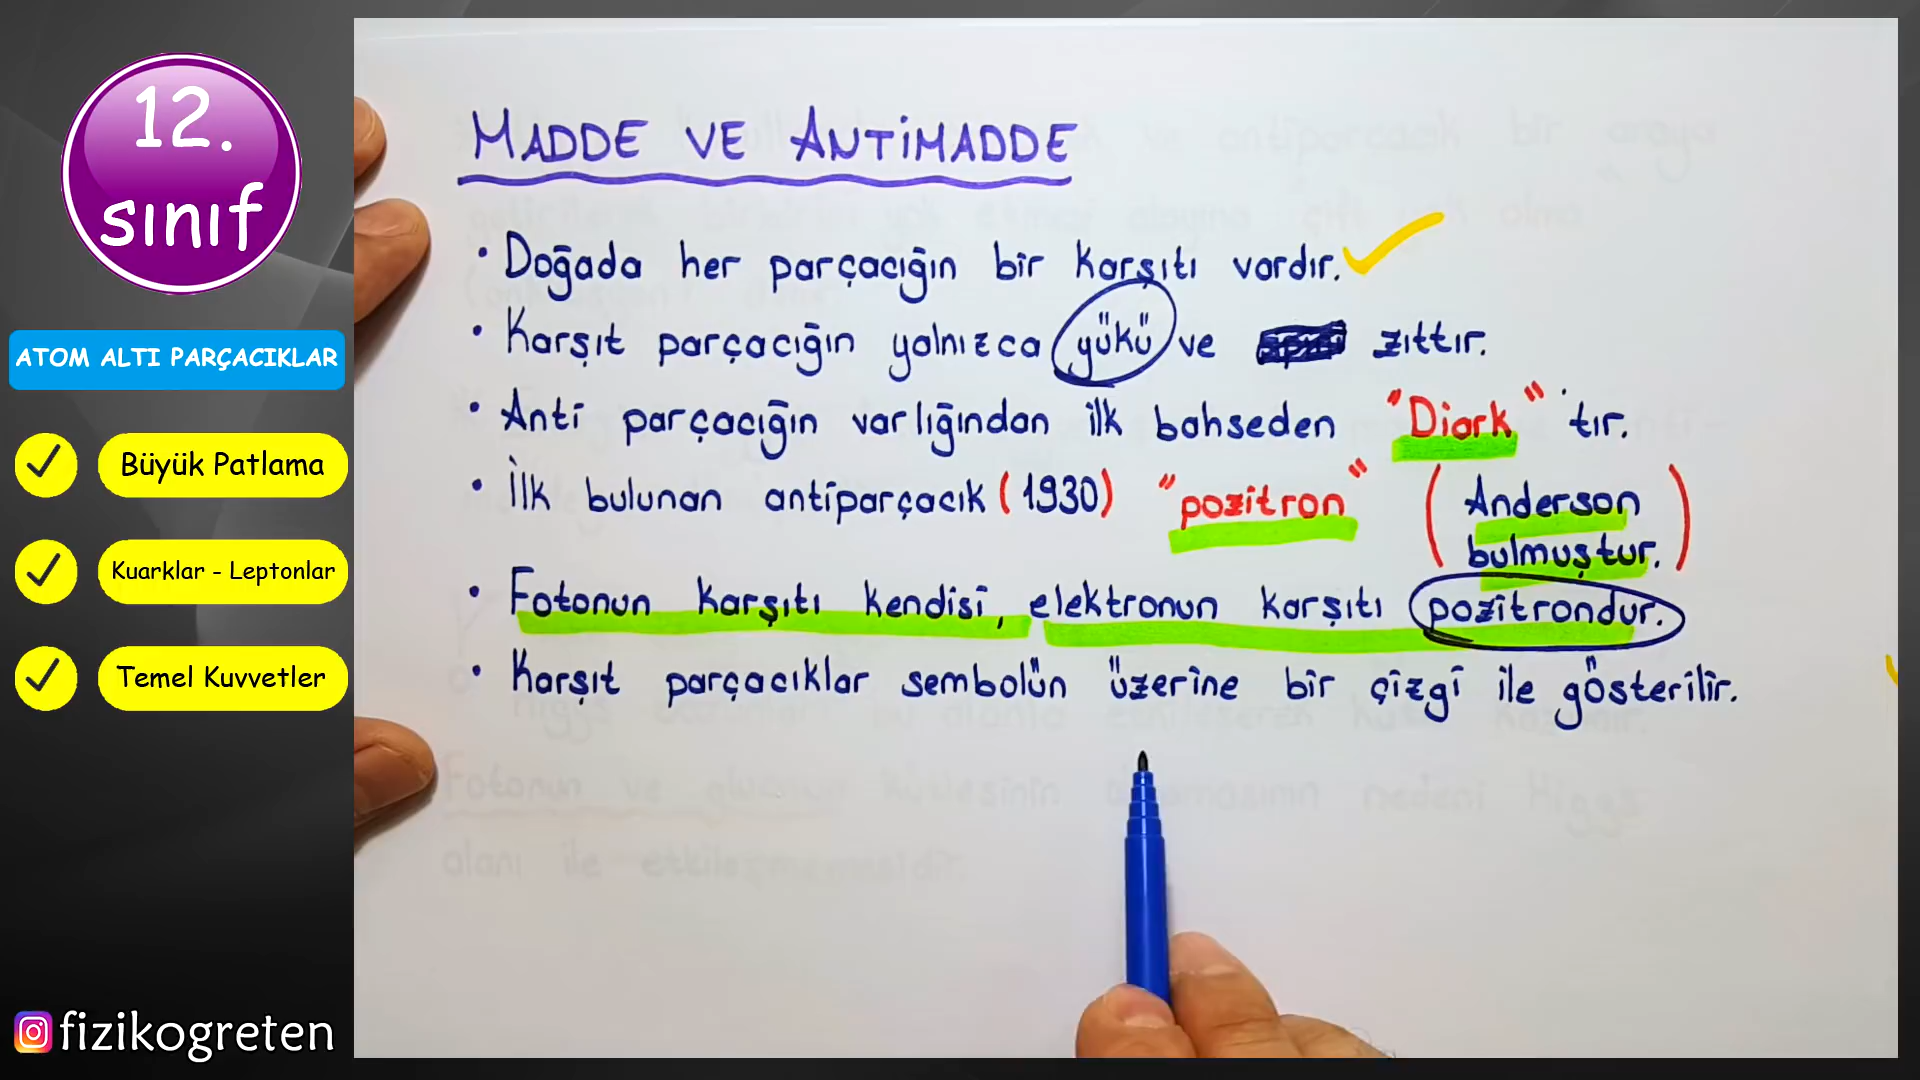 12.
sınıf
ATOM ALTI PARÇACIKLAR
Büyük Patlama
Kuarklar - Leptonlar
Temel Kuvvetler
fizikogreten
MADDE VE ANTİMADDE
• Doğada her parçacığın bir karşıtı vardır.
• Karşıt parçacığın yalnızca yükü ve zıttır.
• Anti parçacığın varlığından ilk bahseden "Diark" 'tır.
• İlk bulunan antiparçacık (1930) "pozitron" (Anderson
bulmuştur.)
• Fotonun karşıtı kendisi, elektronun karşıtı pozitrondur.
• Karşıt parçacıklar sembolün üzerine bir çizgi ile gösterilir.